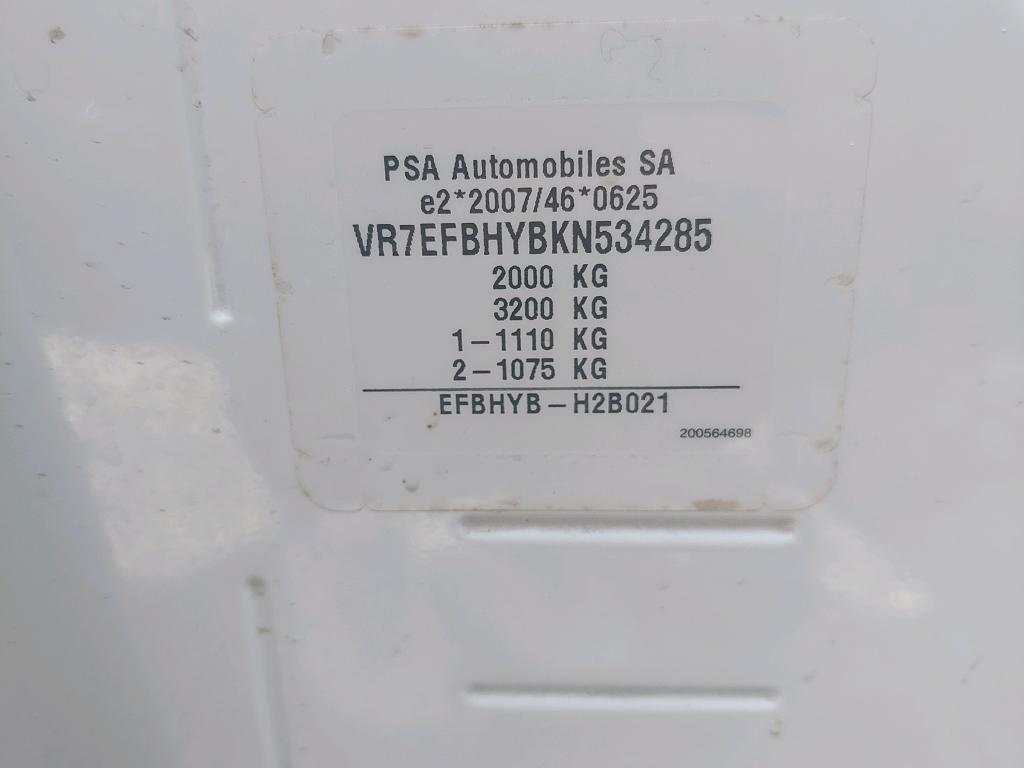 PSA Automobiles SA
e2*2007/46*0625
VR7EFBHYBKN534285
2000 KG
3200 KG
1-1110 KG
2-1075 KG
EFBHYB-H2B021
200564698